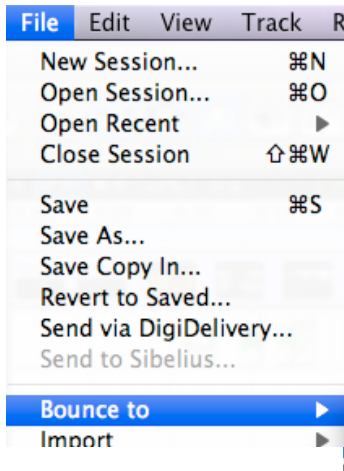 File Edit View Track R
New Session... ⌘N
Open Session... ⌘O
Open Recent ▶
Close Session ⇧⌘W
Save ⌘S
Save As...
Save Copy In...
Revert to Saved...
Send via DigiDelivery...
Send to Sibelius...
Bounce to ▶
Import ▶